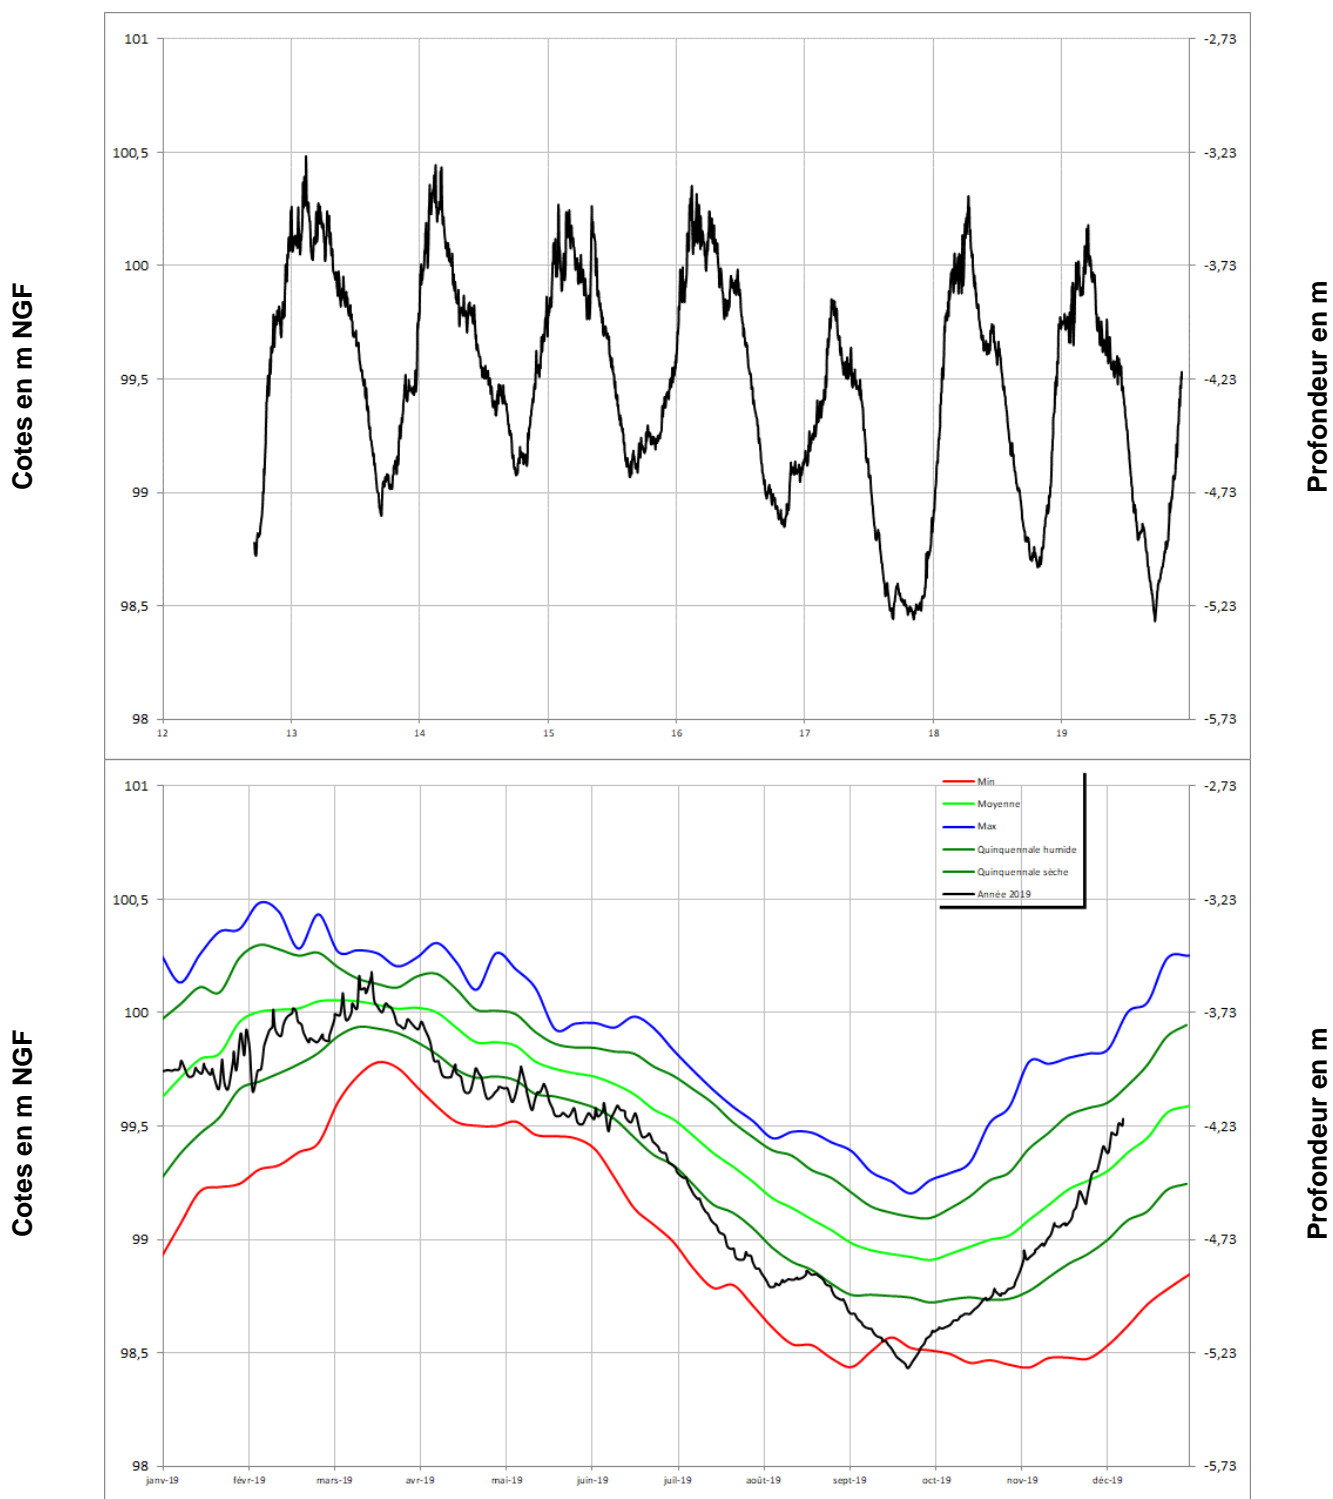 Cotes en m NGF
101
100,5
100
99,5
99
98,5
98
-2,73
-3,23
-3,73
-4,23
-4,73
-5,23
-5,73
Profondeur en m
12 13 14 15 16 17 18 19
Cotes en m NGF
101
100,5
100
99,5
99
98,5
98
Min
Moyenne
Max
Quinquennale humide
Quinquennale sèche
Année 2019
-2,73
-3,23
-3,73
-4,23
-4,73
-5,23
-5,73
Profondeur en m
janv-19 févr-19 mars-19 avr-19 mai-19 juin-19 juil-19 août-19 sept-19 oct-19 nov-19 déc-19